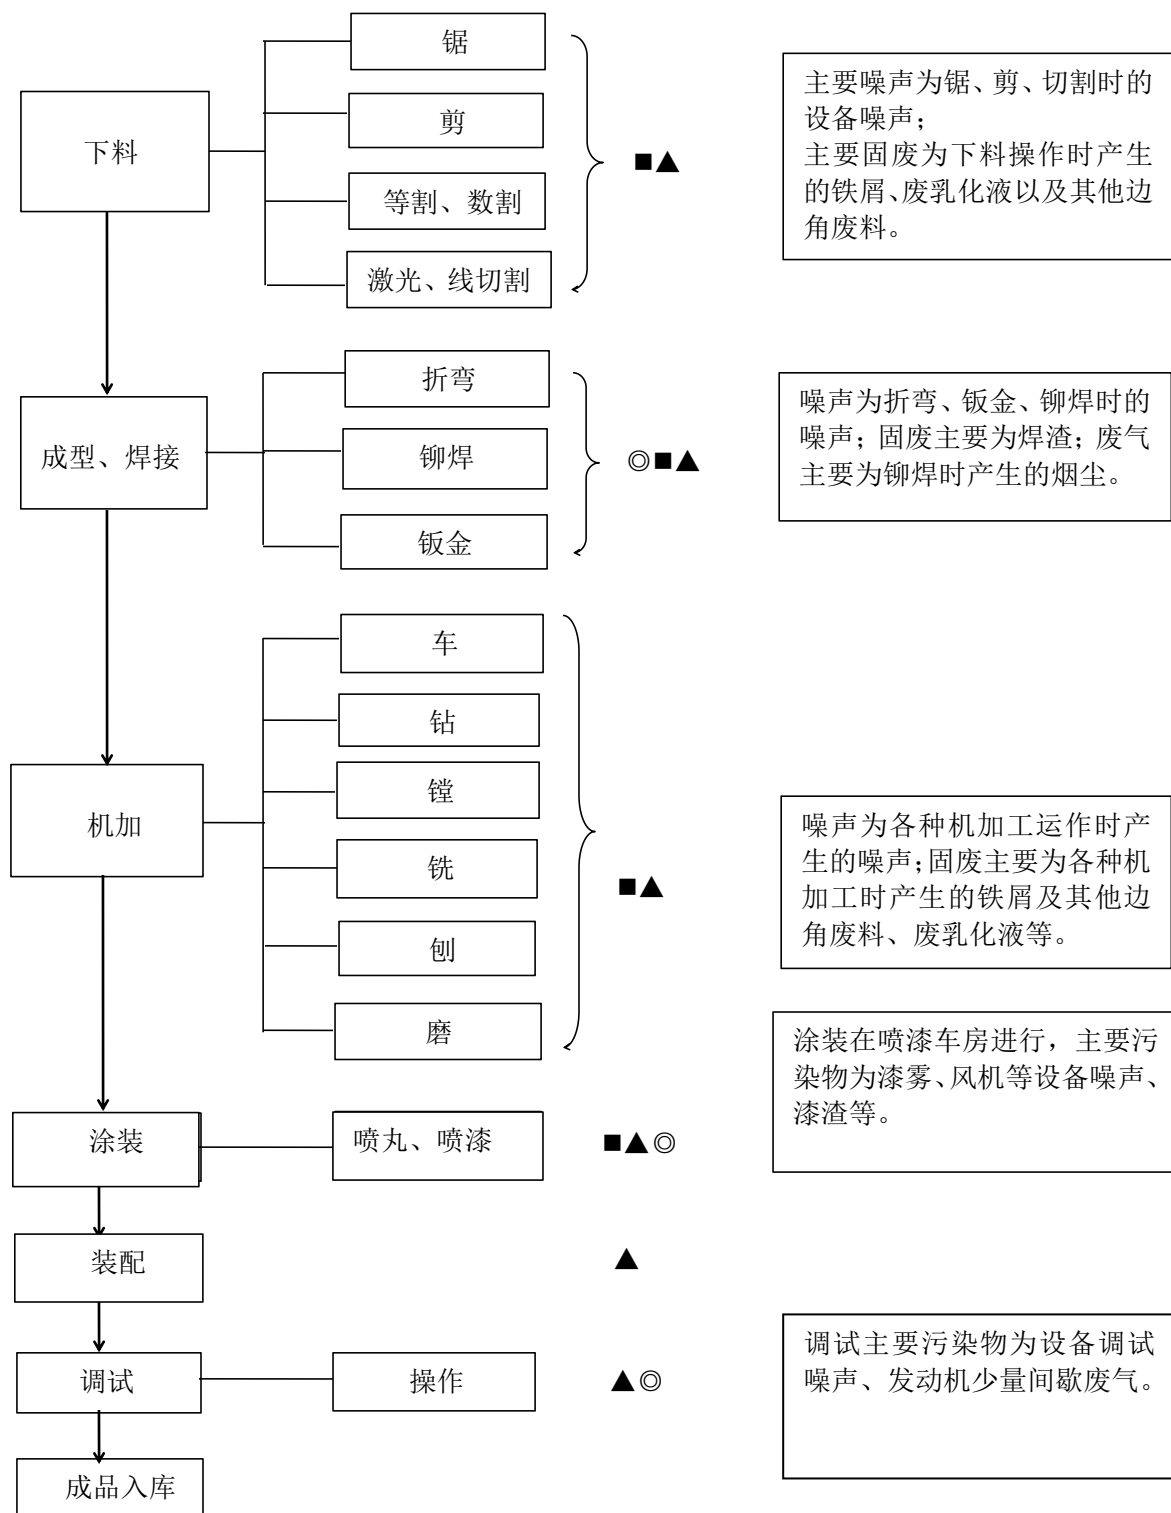 锯
剪
等割、数割
激光、线切割
下料
■▲
主要噪声为锯、剪、切割时的
设备噪声；
主要固废为下料操作时产生
的铁屑、废乳化液以及其他边
角废料。
折弯
铆焊
钣金
成型、焊接
◎■▲
噪声为折弯、钣金、铆焊时的
噪声；固废主要为焊渣；废气
主要为铆焊时产生的烟尘。
车
钻
镗
铣
刨
磨
机加
■▲
噪声为各种机加工运作时产
生的噪声；固废主要为各种机
加工时产生的铁屑及其他边
角废料、废乳化液等。
涂装
喷丸、喷漆
■▲◎
涂装在喷漆车房进行，主要污
染物为漆雾、风机等设备噪声、
漆渣等。
装配
▲
调试
操作
▲◎
调试主要污染物为设备调试
噪声、发动机少量间歇废气。
成品入库